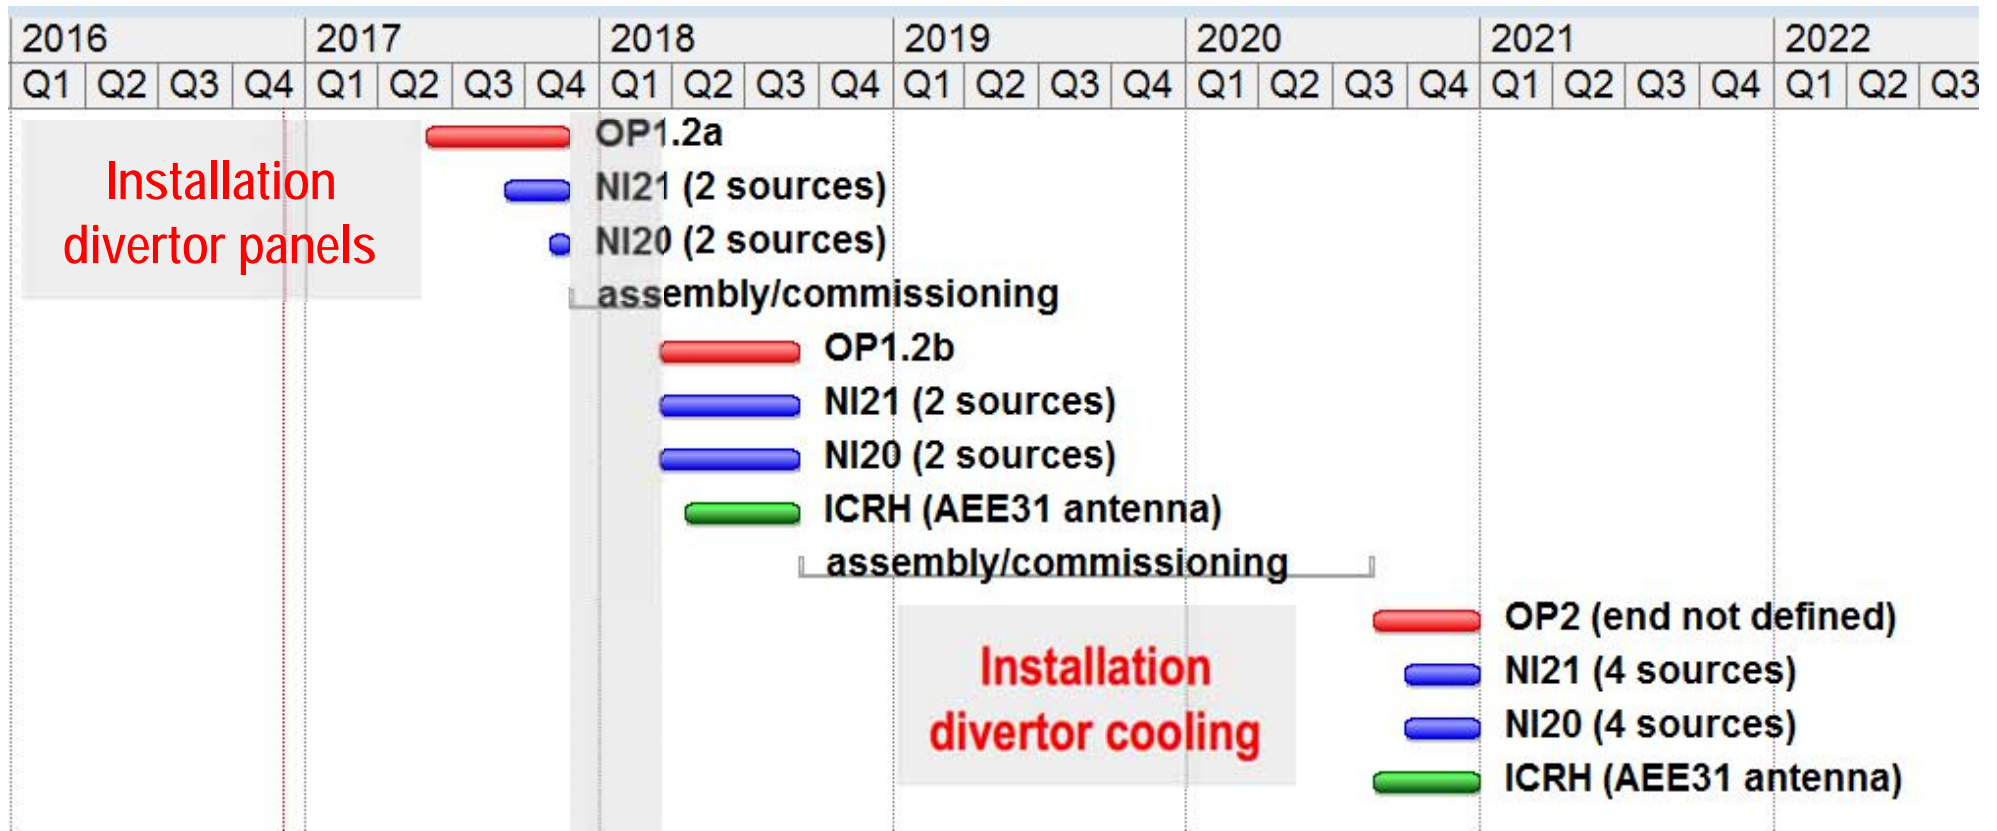 2016 2017 2018 2019 2020 2021 2022
Q1 Q2 Q3 Q4 Q1 Q2 Q3 Q4 Q1 Q2 Q3 Q4 Q1 Q2 Q3 Q4 Q1 Q2 Q3 Q4 Q1 Q2 Q3 Q4 Q1 Q2 Q3
Installation
divertor panels
OP1.2a
NI21 (2 sources)
NI20 (2 sources)
assembly/commissioning
OP1.2b
NI21 (2 sources)
NI20 (2 sources)
ICRH (AEE31 antenna)
assembly/commissioning
Installation
divertor cooling
OP2 (end not defined)
NI21 (4 sources)
NI20 (4 sources)
ICRH (AEE31 antenna)